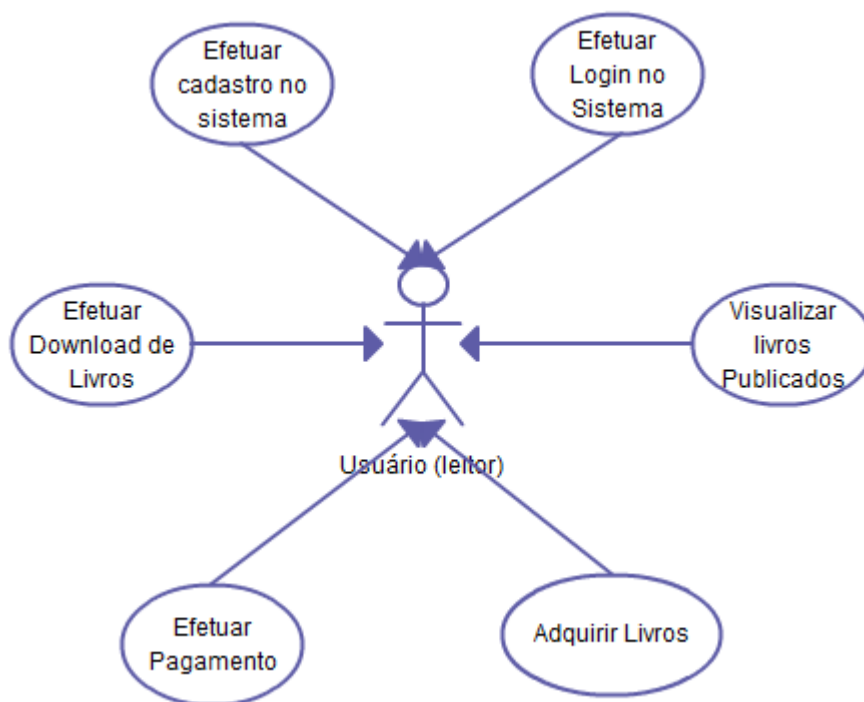 Efetuar
cadastro no
sistema
Efetuar
Login no
Sistema
Efetuar
Download de
Livros
Visualizar
livros
Publicados
Usuário (leitor)
Efetuar
Pagamento
Adquirir Livros